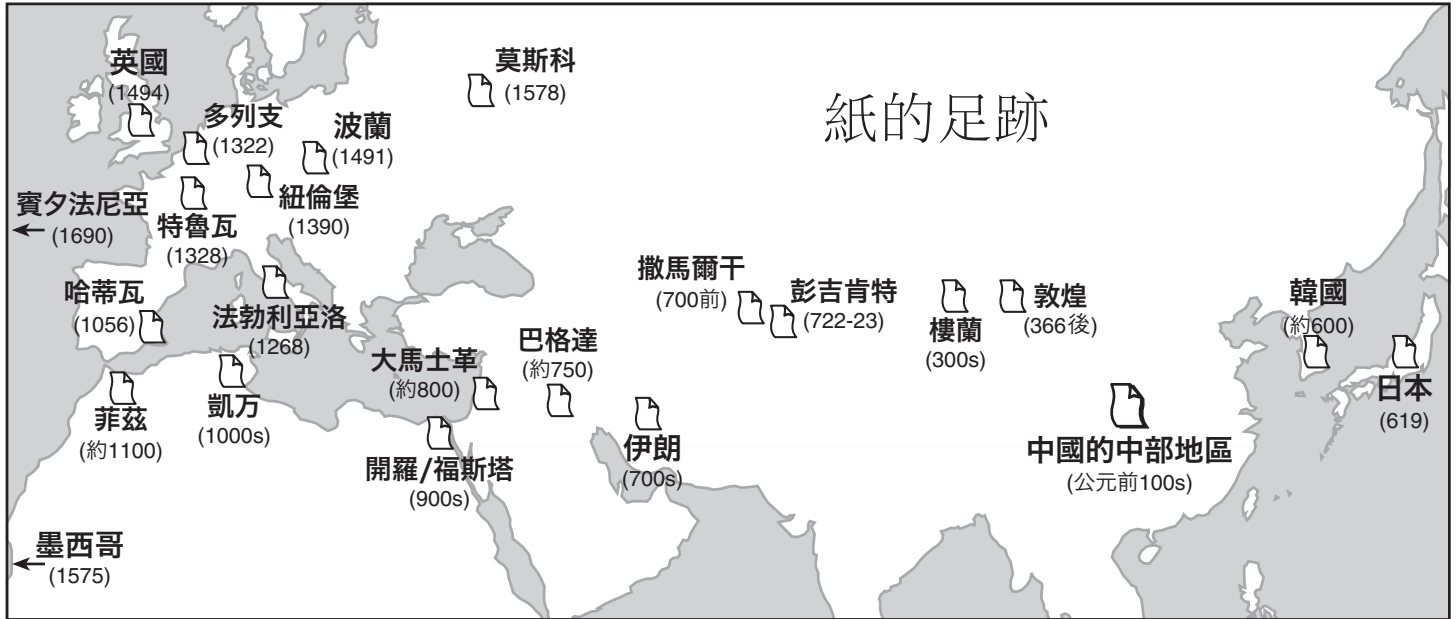 紙的足跡
英國
(1494)
莫斯科
(1578)
多列支
(1322)
波蘭
(1491)
紐倫堡
(1390)
賓夕法尼亞
(1690)
特魯瓦
(1328)
哈蒂瓦
(1056)
法勃利亞洛
(1268)
撒馬爾干
(700前)
彭吉肯特
(722-23)
樓蘭
(300s)
敦煌
(366後)
韓國
(約600)
日本
(619)
巴格達
(約750)
大馬士革
(約800)
菲茲
(約1100)
凱万
(1000s)
開羅/福斯塔
(900s)
伊朗
(700s)
中國的中部地區
(公元前100s)
墨西哥
(1575)